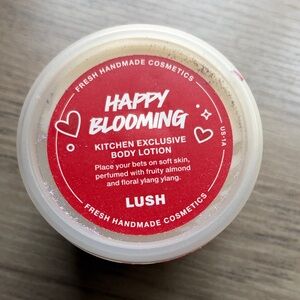 FRESH HANDMADE COSMETICS
HAPPY
BLOOMING
KITCHEN EXCLUSIVE
BODY LOTION
Place your bets on soft skin,
perfumed with fruity almond
and floral ylang ylang.
LUSH
FRESH HANDMADE COSMETICS
US1A